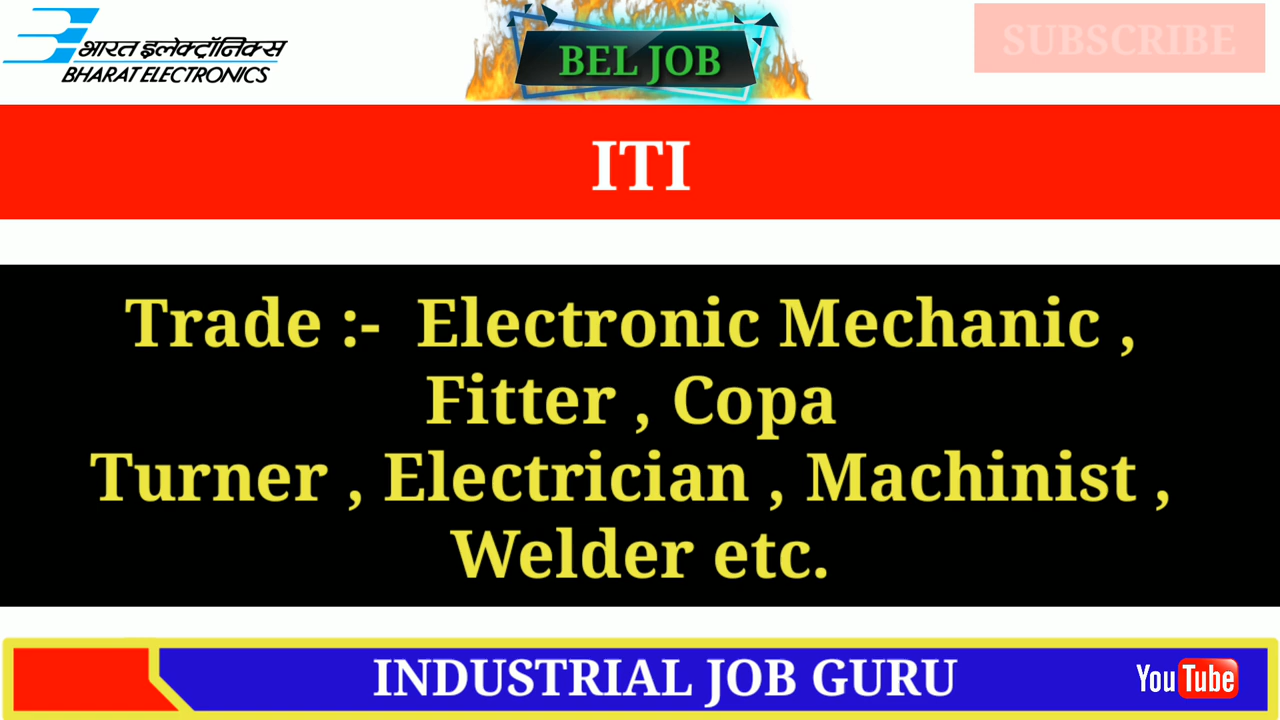 भारत इलेक्ट्रॉनिक्स
BHARAT ELECTRONICS
BEL JOB
SUBSCRIBE
ITI
Trade :- Electronic Mechanic ,
Fitter , Copa
Turner , Electrician , Machinist ,
Welder etc.
INDUSTRIAL JOB GURU
YouTube